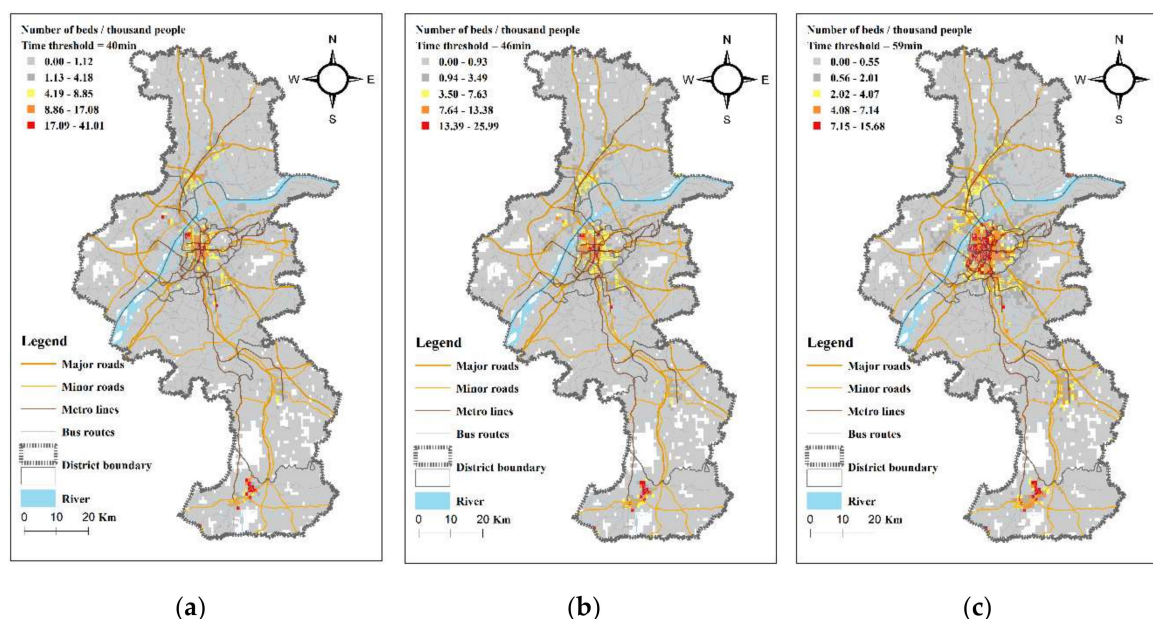 Number of beds / thousand people
Time threshold = 40min
0.00 - 1.12
1.13 - 4.18
4.19 - 8.85
8.86 - 17.08
17.09 - 41.01
N
W
E
S
Legend
Major roads
Minor roads
Metro lines
Bus routes
District boundary
River
0 10 20 Km
(a)
Number of beds / thousand people
Time threshold = 46min
0.00 - 0.93
0.94 - 3.49
3.50 - 7.63
7.64 - 13.38
13.39 - 25.99
N
W
E
S
Legend
Major roads
Minor roads
Metro lines
Bus routes
District boundary
River
0 10 20 Km
(b)
Number of beds / thousand people
Time threshold = 59min
0.00 - 0.55
0.56 - 2.01
2.02 - 4.07
4.08 - 7.14
7.15 - 15.68
N
W
E
S
Legend
Major roads
Minor roads
Metro lines
Bus routes
District boundary
River
0 10 20 Km
(c)